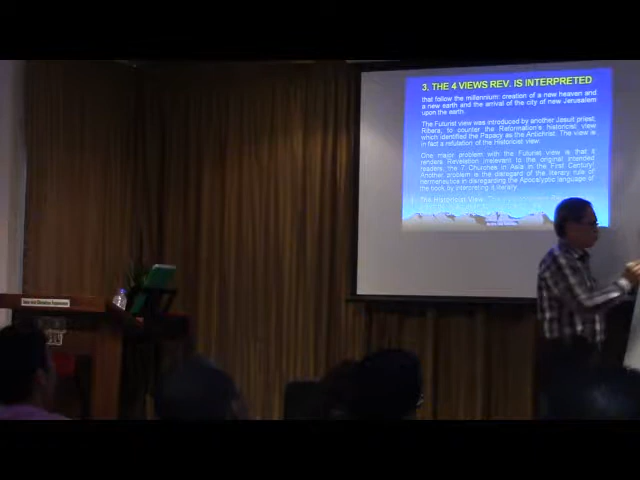 3. THE 4 VIEWS REV. IS INTERPRETED
that follow the millennium: creation of a new heaven and
a new earth and the arrival of the city of new Jerusalem
upon the earth.
The Futurist view was introduced by another Jesuit priest,
Ribera, to counter the Reformation's historicist view
which identified the Papacy as the Antichrist. The view is
in fact a refutation of the Historicist view.
One major problem with the Futurist view is that it
renders Revelation irrelevant to the original intended
readers, the 7 Churches in Asia in the First Century!
Another problem is the disregard of the literary rule of
hermeneutics in disregarding the Apocalyptic language of
the book by interpreting it literally.
The Historicist View: